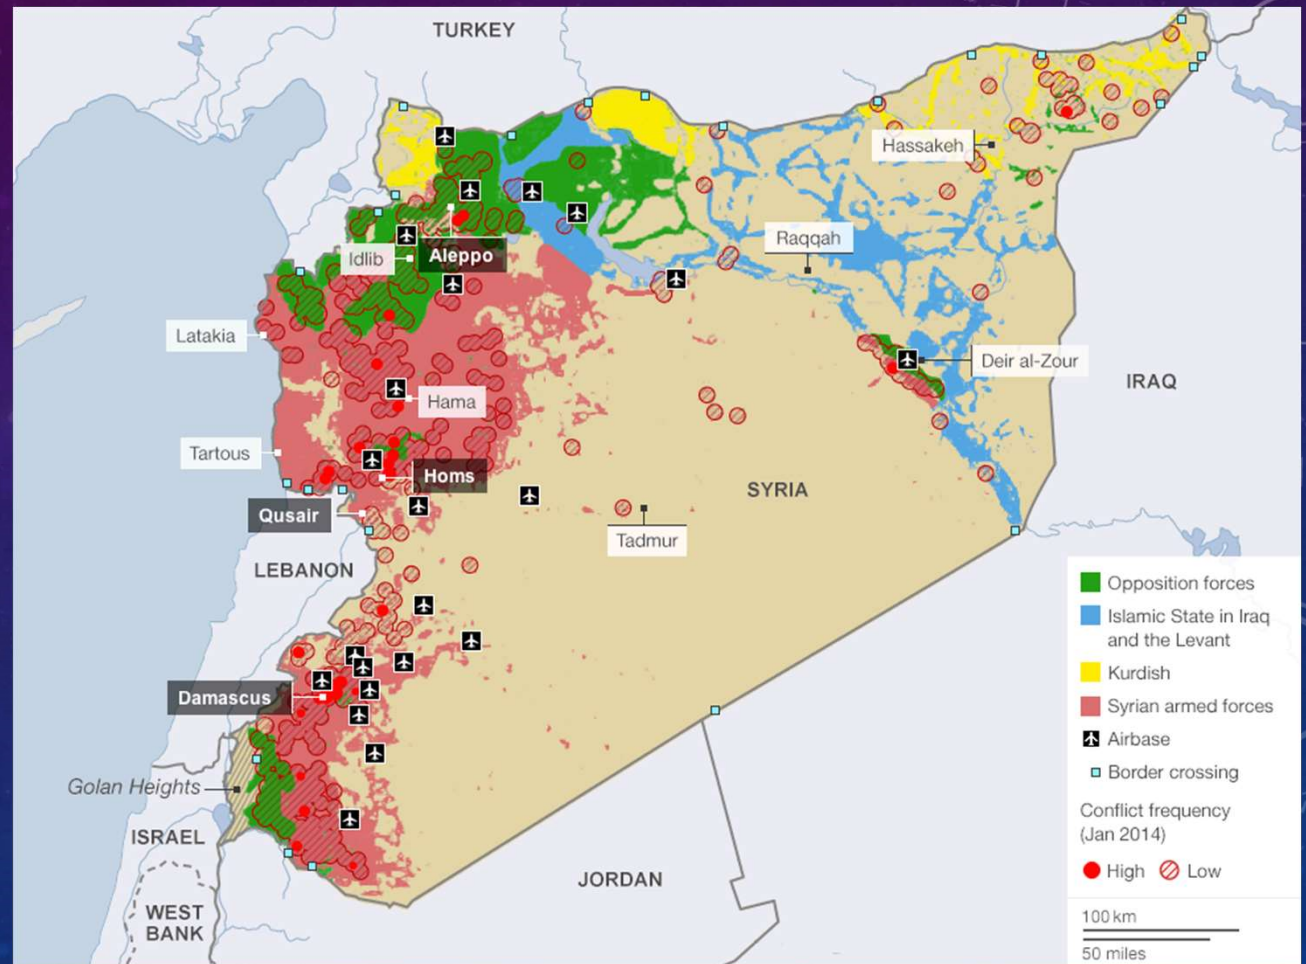 TURKEY
Hassakeh
Raqqah
Idlib
Aleppo
Latakia
Deir al-Zour
IRAQ
Hama
Tartous
Homs
SYRIA
Qusair
Tadmur
LEBANON
Damascus
Golan Heights
ISRAEL
JORDAN
WEST
BANK
Opposition forces
Islamic State in Iraq
and the Levant
Kurdish
Syrian armed forces
Airbase
Border crossing
Conflict frequency
(Jan 2014)
High
Low
100 km
50 miles